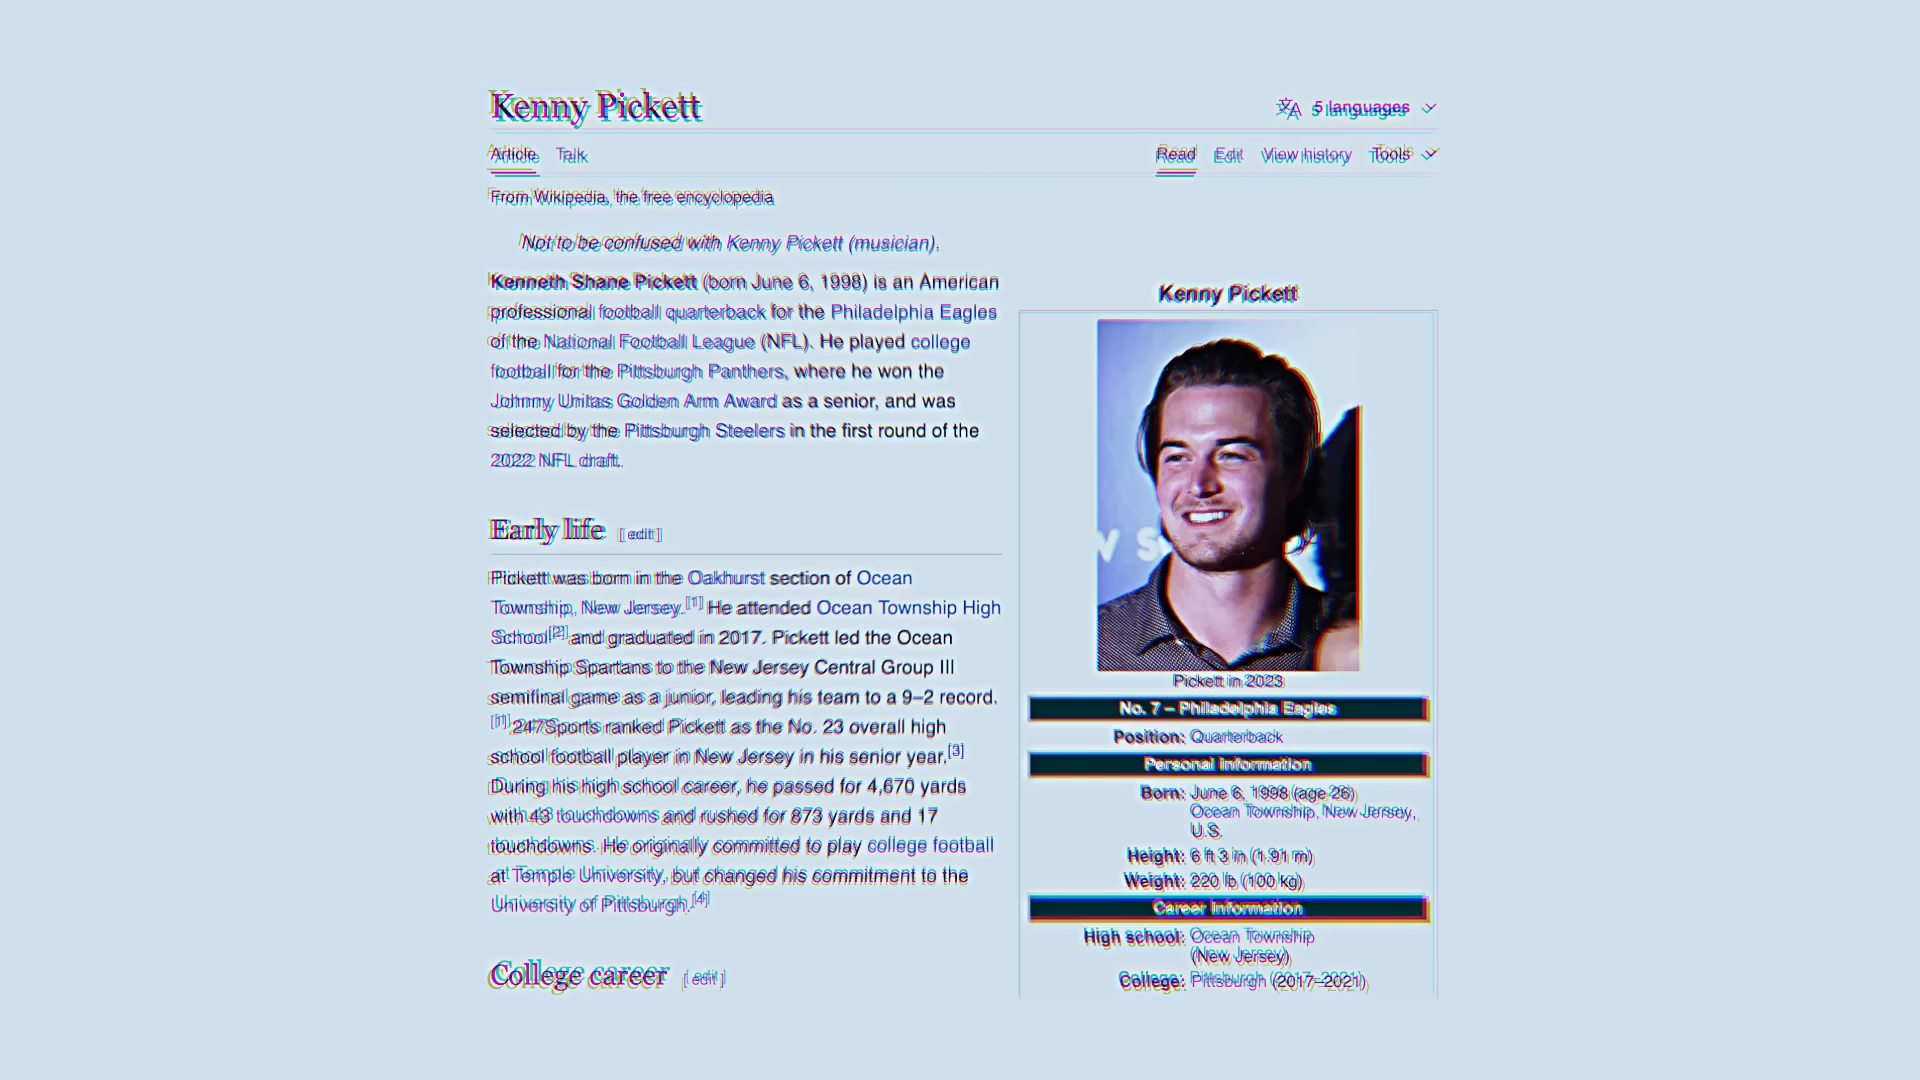 Kenny Pickett
5 languages
Article Talk
Read Edit View history Tools
From Wikipedia, the free encyclopedia
Not to be confused with Kenny Pickett (musician).
Kenneth Shane Pickett (born June 6, 1998) is an American
professional football quarterback for the Philadelphia Eagles
of the National Football League (NFL). He played college
football for the Pittsburgh Panthers, where he won the
Johnny Unitas Golden Arm Award as a senior, and was
selected by the Pittsburgh Steelers in the first round of the
2022 NFL draft.
Early life [ edit ]
Pickett was born in the Oakhurst section of Ocean
Township, New Jersey.[1] He attended Ocean Township High
School[2] and graduated in 2017. Pickett led the Ocean
Township Spartans to the New Jersey Central Group III
semifinal game as a junior, leading his team to a 9–2 record.
[1] 247Sports ranked Pickett as the No. 23 overall high
school football player in New Jersey in his senior year.[3]
During his high school career, he passed for 4,670 yards
with 43 touchdowns and rushed for 873 yards and 17
touchdowns. He originally committed to play college football
at Temple University, but changed his commitment to the
University of Pittsburgh.[4]
College career [ edit ]
Kenny Pickett
Pickett in 2023
No. 7 – Philadelphia Eagles
Position: Quarterback
Personal information
Born: June 6, 1998 (age 26)
Ocean Township, New Jersey,
U.S.
Height: 6 ft 3 in (1.91 m)
Weight: 220 lb (100 kg)
Career information
High school: Ocean Township
(New Jersey)
College: Pittsburgh (2017–2021)